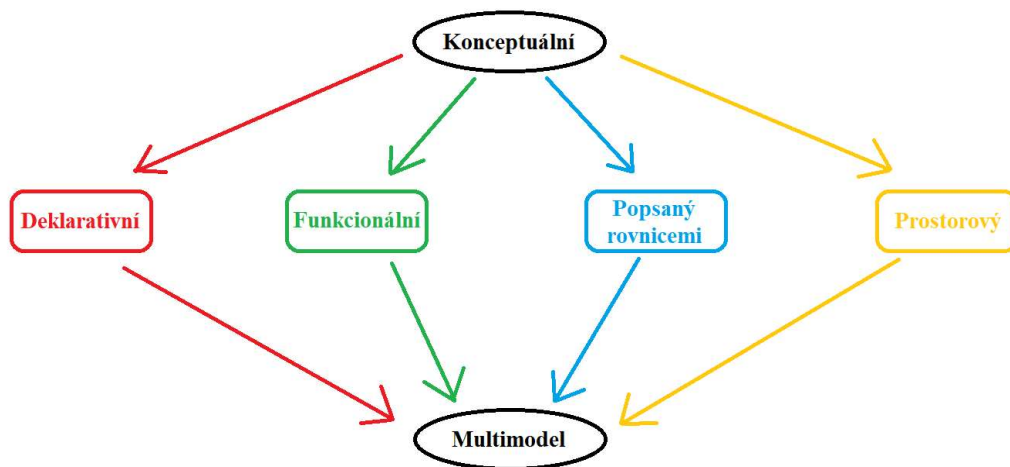 Konceptuální
Deklarativní
Funkcionální
Popsaný
rovnicemi
Prostorový
Multimodel